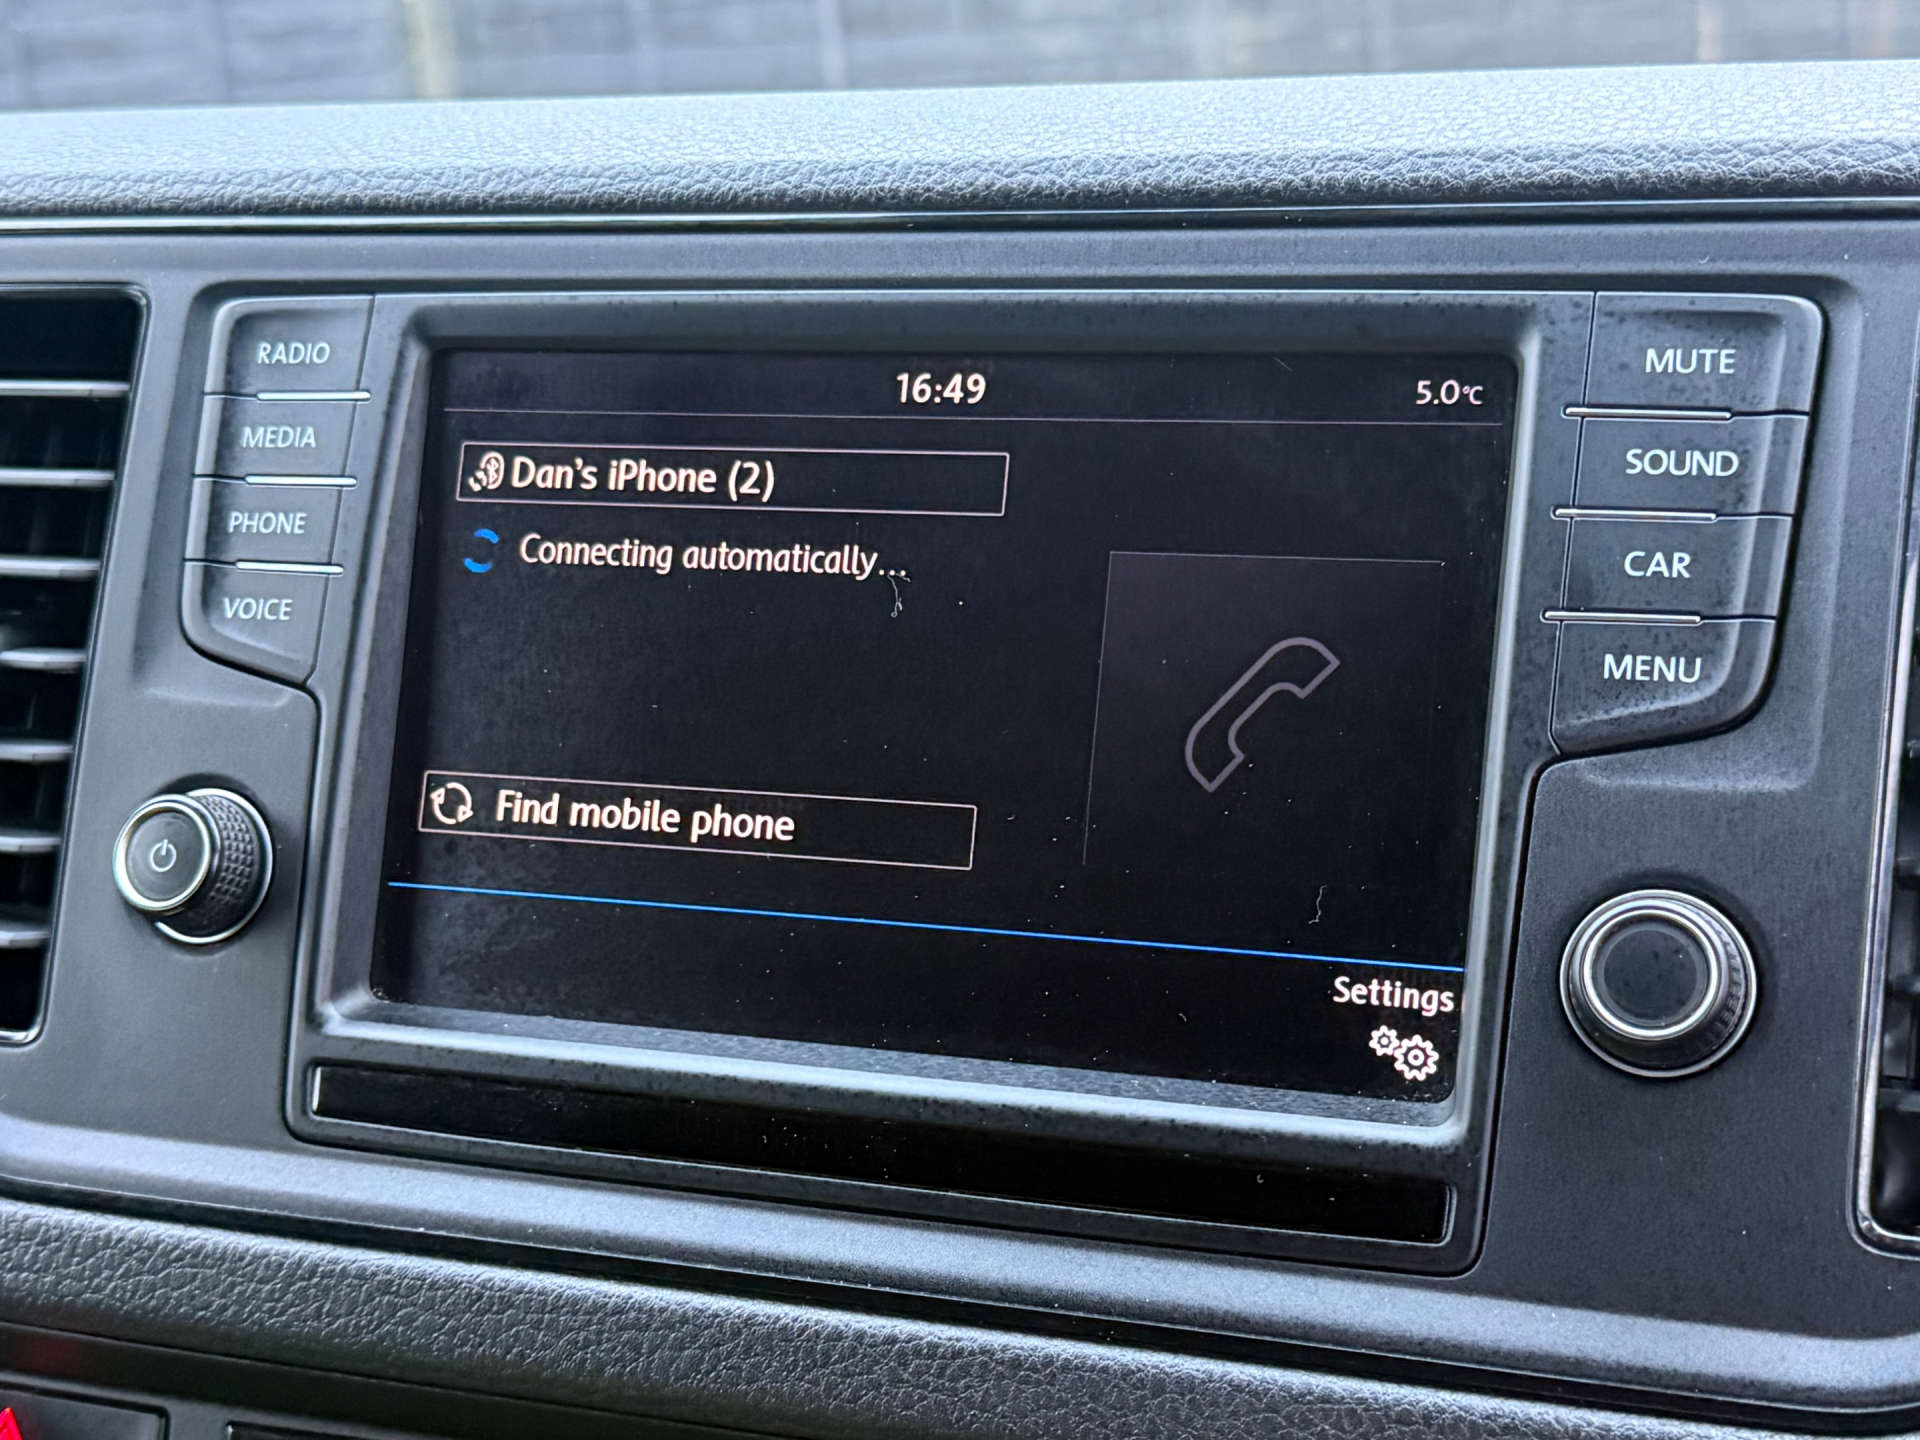 RADIO
MEDIA
PHONE
VOICE
16:49
5.0°C
Dan's iPhone (2)
Connecting automatically...
Find mobile phone
Settings
MUTE
SOUND
CAR
MENU